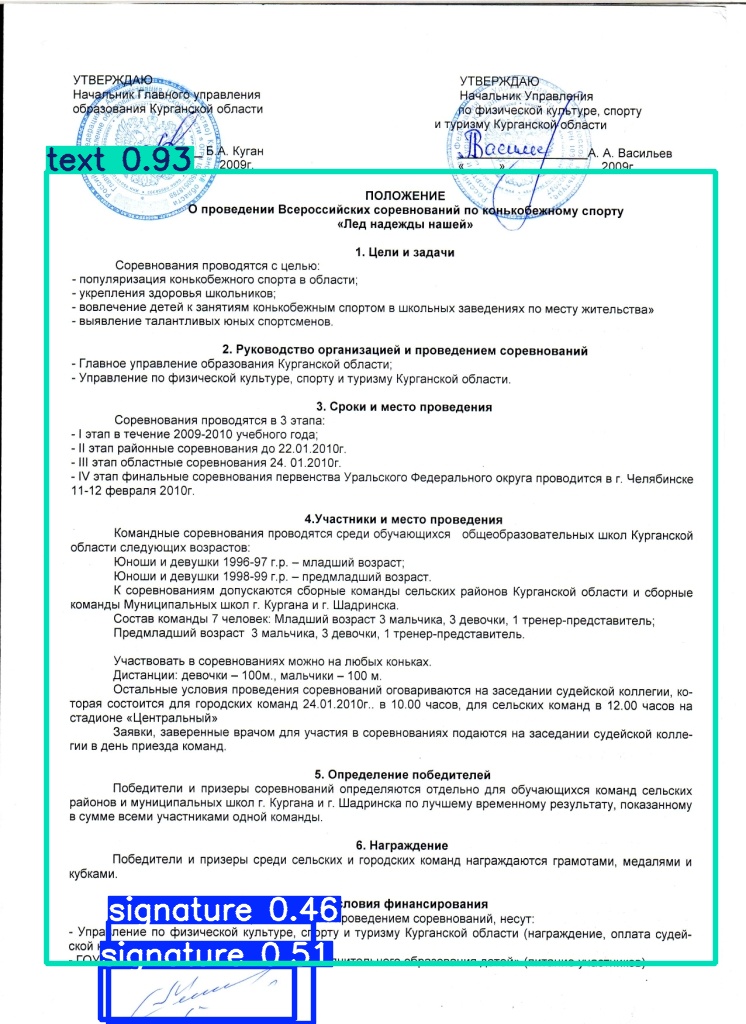 УТВЕРЖДАЮ
Начальник Главного управления
образования Курганской области
Б.А. Куган
2009г.
УТВЕРЖДАЮ
Начальник Управления
по физической культуре, спорту
и туризму Курганской области
А. А. Васильев
2009г.
text 0.93
ПОЛОЖЕНИЕ
О проведении Всероссийских соревнований по конькобежному спорту
«Лед надежды нашей»
1. Цели и задачи
Соревнования проводятся с целью:
- популяризация конькобежного спорта в области;
- укрепления здоровья школьников;
- вовлечение детей к занятиям конькобежным спортом в школьных заведениях по месту жительства»
- выявление талантливых юных спортсменов.
2. Руководство организацией и проведением соревнований
- Главное управление образования Курганской области;
- Управление по физической культуре, спорту и туризму Курганской области.
3. Сроки и место проведения
Соревнования проводятся в 3 этапа:
- I этап в течение 2009-2010 учебного года;
- II этап районные соревнования до 22.01.2010г.
- III этап областные соревнования 24. 01.2010г.
- IV этап финальные соревнования первенства Уральского Федерального округа проводится в г. Челябинске
11-12 февраля 2010г.
4.Участники и место проведения
Командные соревнования проводятся среди обучающихся общеобразовательных школ Курганской
области следующих возрастов:
Юноши и девушки 1996-97 г.р. – младший возраст;
Юноши и девушки 1998-99 г.р. – предмладший возраст.
К соревнованиям допускаются сборные команды сельских районов Курганской области и сборные
команды Муниципальных школ г. Кургана и г. Шадринска.
Состав команды 7 человек: Младший возраст 3 мальчика, 3 девочки, 1 тренер-представитель;
Предмладший возраст 3 мальчика, 3 девочки, 1 тренер-представитель.
Участвовать в соревнованиях можно на любых коньках.
Дистанции: девочки – 100м., мальчики – 100 м.
Остальные условия проведения соревнований оговариваются на заседании судейской коллегии, ко-
торая состоится для городских команд 24.01.2010г.. в 10.00 часов, для сельских команд в 12.00 часов на
стадионе «Центральный»
Заявки, заверенные врачом для участия в соревнованиях подаются на заседании судейской колле-
гии в день приезда команд.
5. Определение победителей
Победители и призеры соревнований определяются отдельно для обучающихся команд сельских
районов и муниципальных школ г. Кургана и г. Шадринска по лучшему временному результату, показанному
в сумме всеми участниками одной команды.
6. Награждение
Победители и призеры среди сельских и городских команд награждаются грамотами, медалями и
кубками.
signature 0.46
словия финансирования
роведением соревнований, несут:
- Управление по физической культуре, спорту и туризму Курганской области (награждение, оплата судей-
ской
signature 0.51
- ГОУ
нительного образования детей» (питание участников)